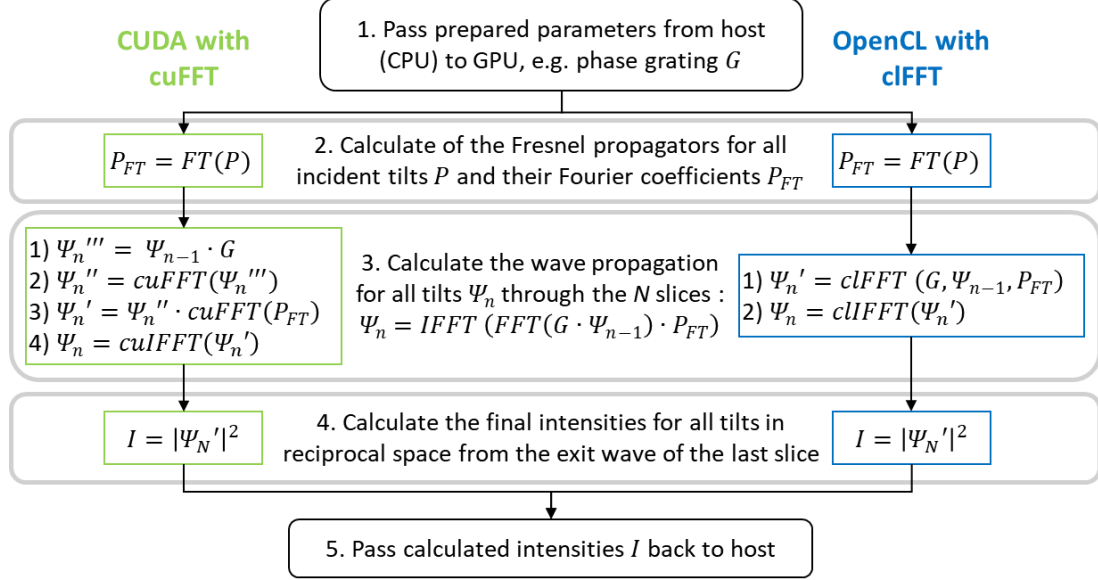 CUDA with
cuFFT
1. Pass prepared parameters from host
(CPU) to GPU, e.g. phase grating G
OpenCL with
clFFT
P_FT = FT(P)
2. Calculate of the Fresnel propagators for all
incident tilts P and their Fourier coefficients P_FT
P_FT = FT(P)
1) Ψ_n''' = Ψ_{n-1} · G
2) Ψ_n'' = cuFFT(Ψ_n''')
3) Ψ_n' = Ψ_n'' · cuFFT(P_FT)
4) Ψ_n = cuIFFT(Ψ_n')
3. Calculate the wave propagation
for all tilts Ψ_n through the N slices :
Ψ_n = IFFT (FFT(G · Ψ_{n-1}) · P_FT)
1) Ψ_n' = clFFT (G, Ψ_{n-1}, P_FT)
2) Ψ_n = clIFFT(Ψ_n')
I = |Ψ_N'|²
4. Calculate the final intensities for all tilts in
reciprocal space from the exit wave of the last slice
I = |Ψ_N'|²
5. Pass calculated intensities I back to host